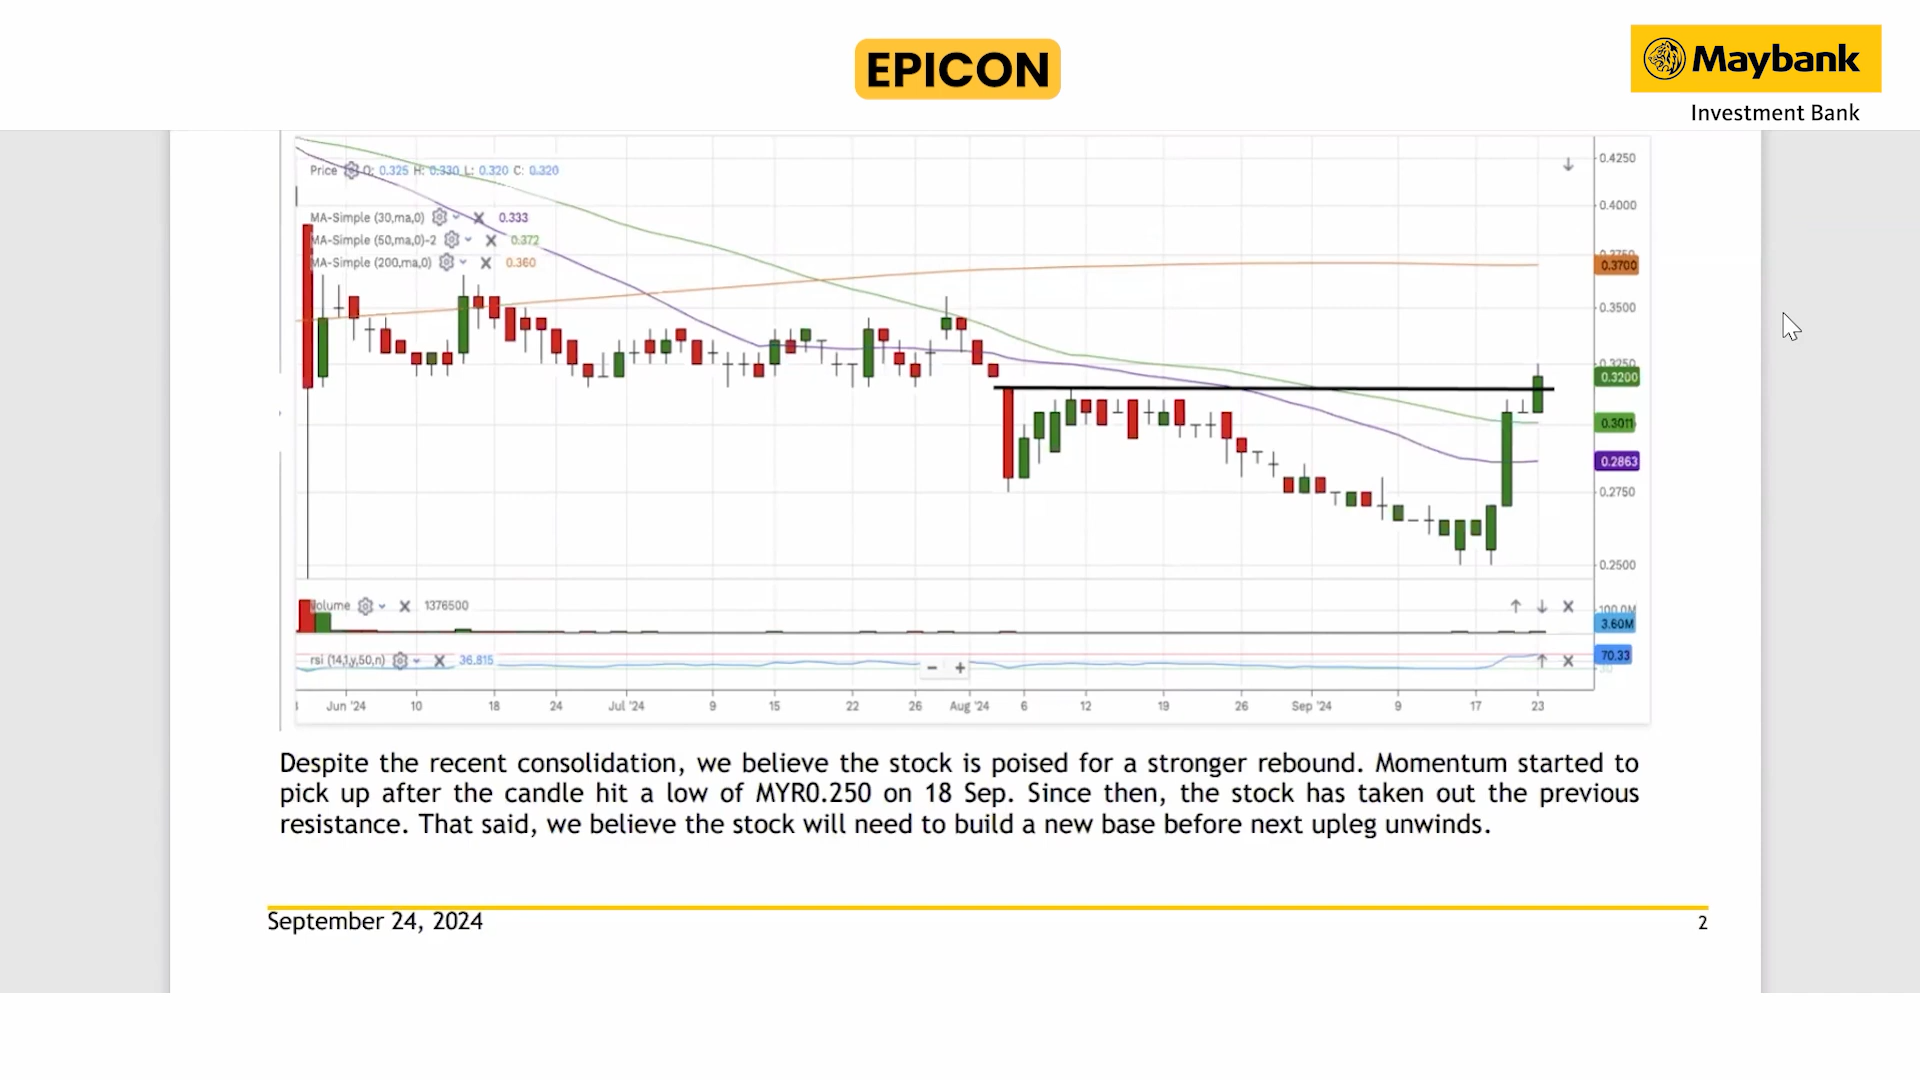 EPICON
Maybank
Investment Bank
Price O: 0.325 H: 0.330 L: 0.320 C: 0.320
MA-Simple (30,ma,0) 0.333
MA-Simple (50,ma,0)-2 0.372
MA-Simple (200,ma,0) 0.360
0.4250
0.4000
0.3700
0.3500
0.3250
0.3200
0.3011
0.2863
0.2750
0.2500
Volume 1376500
100.0M
3.60M
rsi (14,1y,50,n) 36.815
70.33
Jun '24 10 18 24 Jul '24 9 15 22 26 Aug '24 6 12 19 26 Sep '24 9 17 23
Despite the recent consolidation, we believe the stock is poised for a stronger rebound. Momentum started to
pick up after the candle hit a low of MYR0.250 on 18 Sep. Since then, the stock has taken out the previous
resistance. That said, we believe the stock will need to build a new base before next upleg unwinds.
September 24, 2024
2